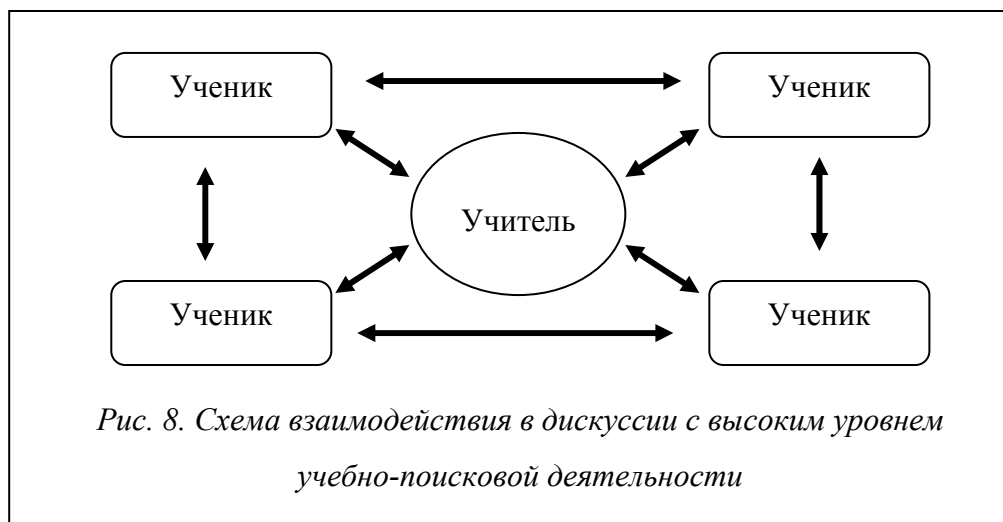 Ученик
Ученик
Учитель
Ученик
Ученик
Рис. 8. Схема взаимодействия в дискуссии с высоким уровнем
учебно-поисковой деятельности